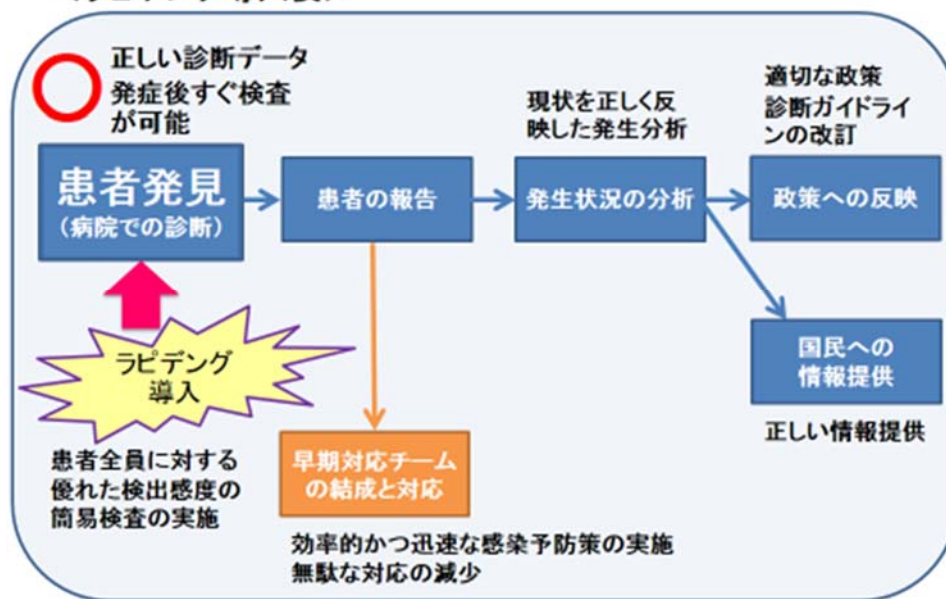 正しい診断データ
発症後すぐ検査
が可能
患者発見
(病院での診断)
ラピデング
導入
患者全員に対する
優れた検出感度の
簡易検査の実施
患者の報告
早期対応チーム
の結成と対応
効率的かつ迅速な感染予防策の実施
無駄な対応の減少
現状を正しく反
映した発生分析
発生状況の分析
適切な政策
診断ガイドライ
ンの改訂
政策への反映
国民への
情報提供
正しい情報提供